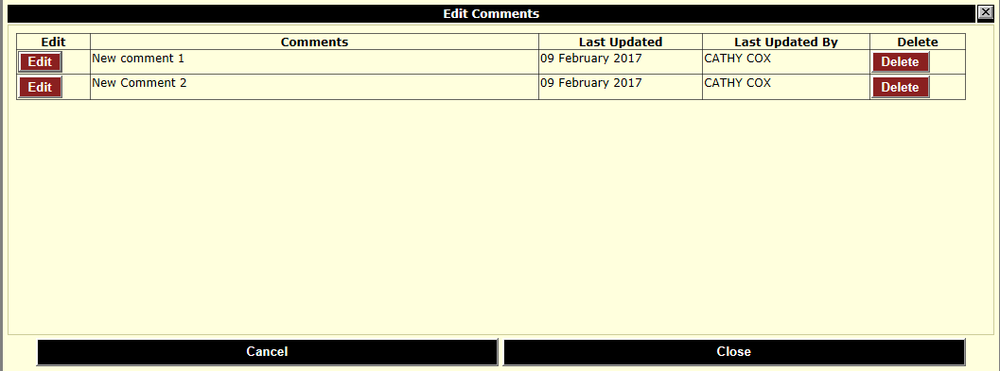 Edit Comments
Edit Comments Last Updated Last Updated By Delete
Edit New comment 1 09 February 2017 CATHY COX Delete
Edit New Comment 2 09 February 2017 CATHY COX Delete
Cancel Close